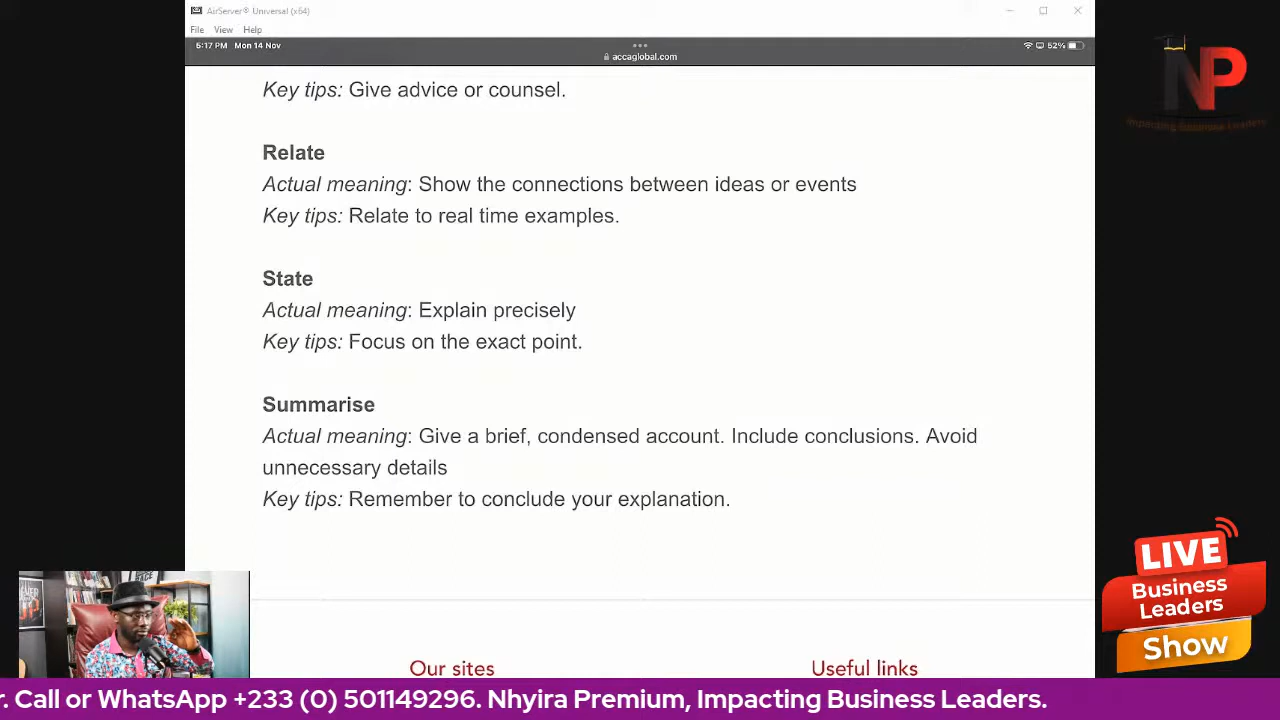 AirServer® Universal (x64)
File View Help
5:17 PM Mon 14 Nov
52%
accaglobal.com
Key tips: Give advice or counsel.
Relate
Actual meaning: Show the connections between ideas or events
Key tips: Relate to real time examples.
State
Actual meaning: Explain precisely
Key tips: Focus on the exact point.
Summarise
Actual meaning: Give a brief, condensed account. Include conclusions. Avoid
unnecessary details
Key tips: Remember to conclude your explanation.
Our sites
Useful links
NP
Impacting Business Leaders
LIVE
Business
Leaders
Show
r. Call or WhatsApp +233 (0) 501149296. Nhyira Premium, Impacting Business Leaders.